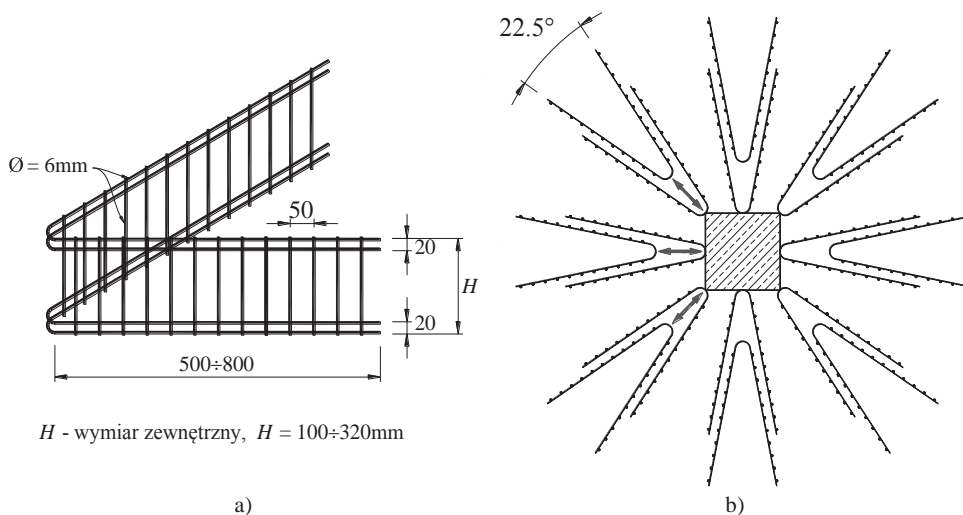 22.5°
Ø = 6mm
50
20
H
20
500÷800
H - wymiar zewnętrzny, H = 100÷320mm
a)
b)